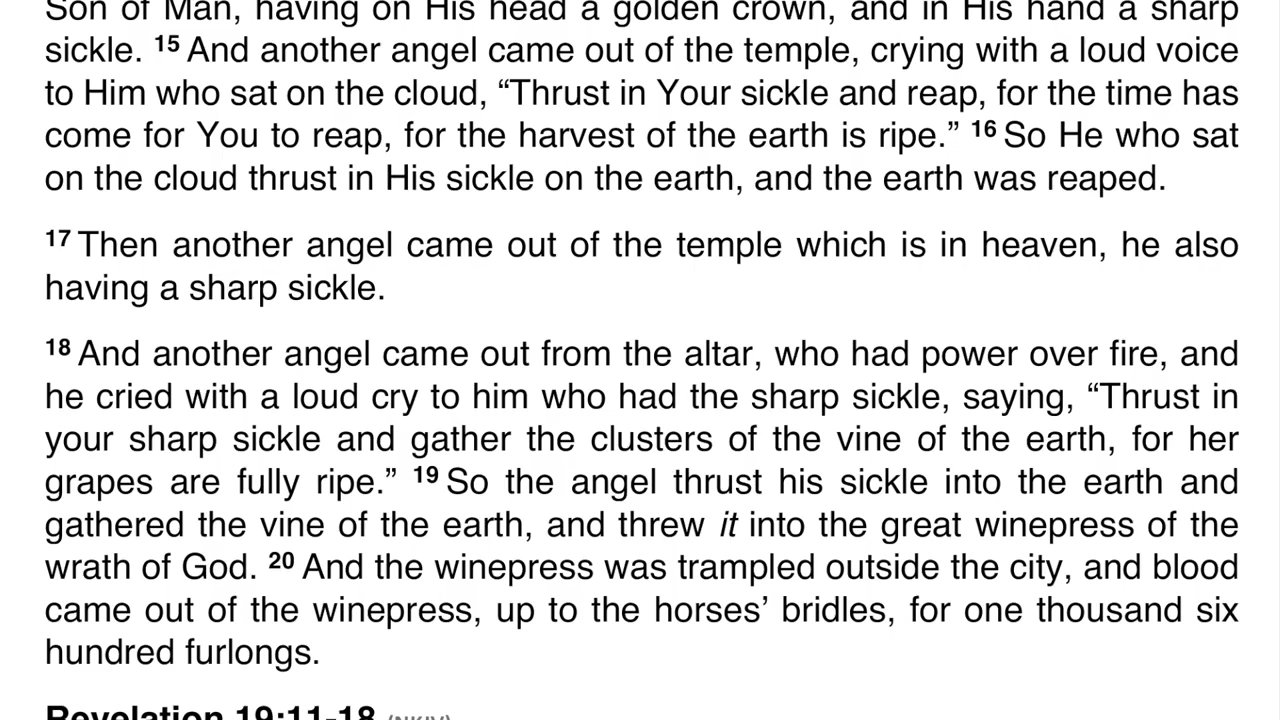 Son of Man, having on His head a golden crown, and in His hand a sharp
sickle. 15 And another angel came out of the temple, crying with a loud voice
to Him who sat on the cloud, “Thrust in Your sickle and reap, for the time has
come for You to reap, for the harvest of the earth is ripe.” 16 So He who sat
on the cloud thrust in His sickle on the earth, and the earth was reaped.
17 Then another angel came out of the temple which is in heaven, he also
having a sharp sickle.
18 And another angel came out from the altar, who had power over fire, and
he cried with a loud cry to him who had the sharp sickle, saying, “Thrust in
your sharp sickle and gather the clusters of the vine of the earth, for her
grapes are fully ripe.” 19 So the angel thrust his sickle into the earth and
gathered the vine of the earth, and threw it into the great winepress of the
wrath of God. 20 And the winepress was trampled outside the city, and blood
came out of the winepress, up to the horses’ bridles, for one thousand six
hundred furlongs.
Revelation 19:11-18 (NKJV)